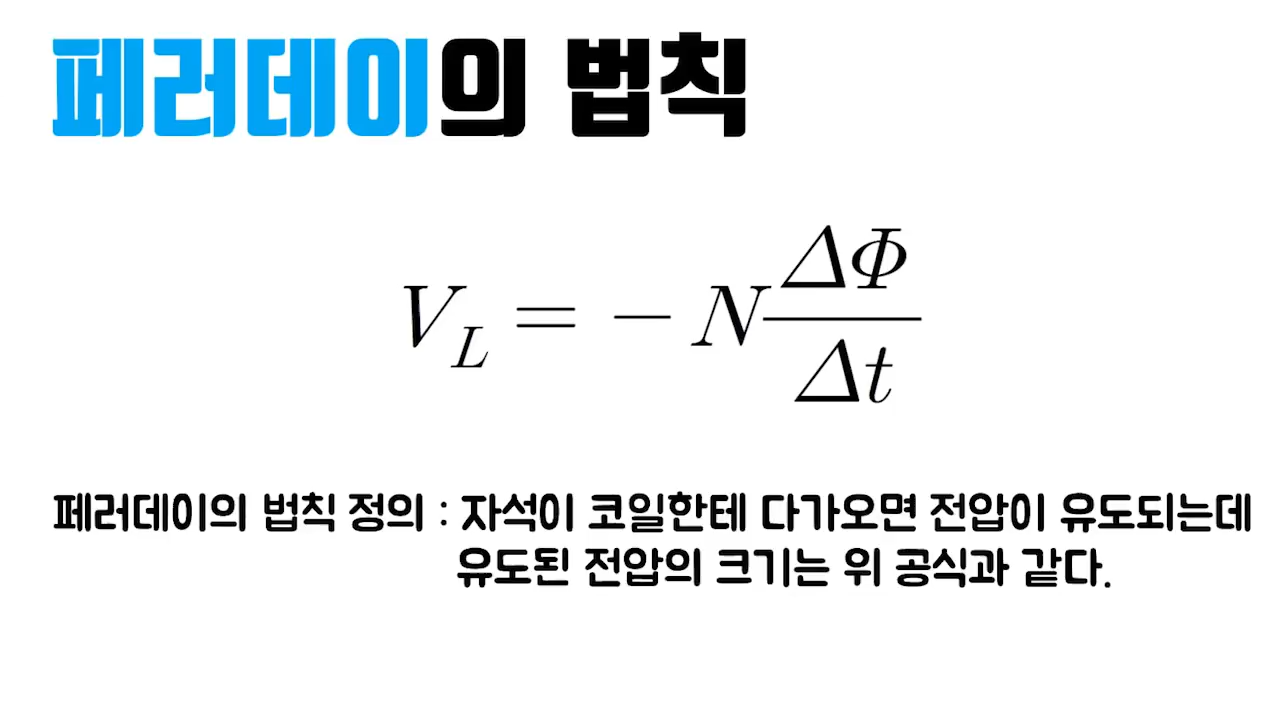 페러데이의 법칙
V_L = -N ΔΦ/Δt
페러데이의 법칙 정의 : 자석이 코일한테 다가오면 전압이 유도되는데
유도된 전압의 크기는 위 공식과 같다.